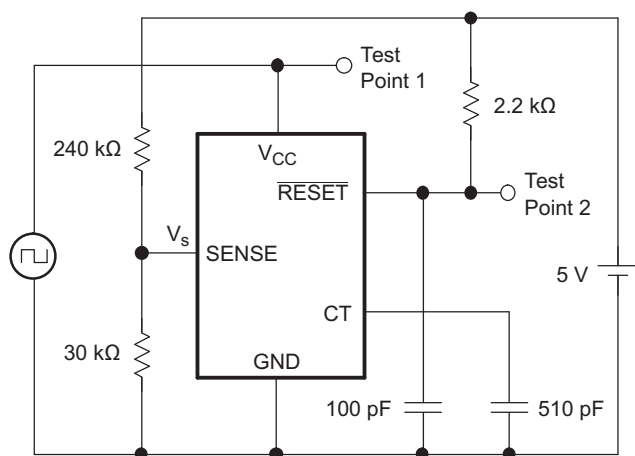 Test
Point 1
2.2 kΩ
240 kΩ
VCC
RESET
Test
Point 2
Vs
SENSE
5 V
CT
30 kΩ
GND
100 pF
510 pF